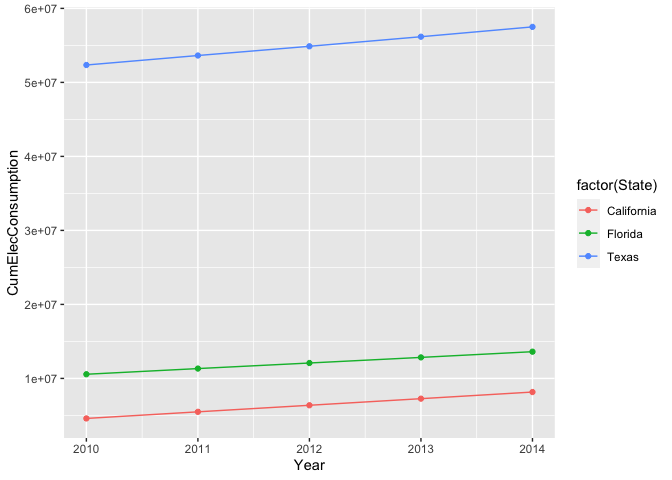 6e+07
5e+07
4e+07
3e+07
2e+07
1e+07
CumElecConsumption
2010 2011 2012 2013 2014
Year
factor(State)
California
Florida
Texas